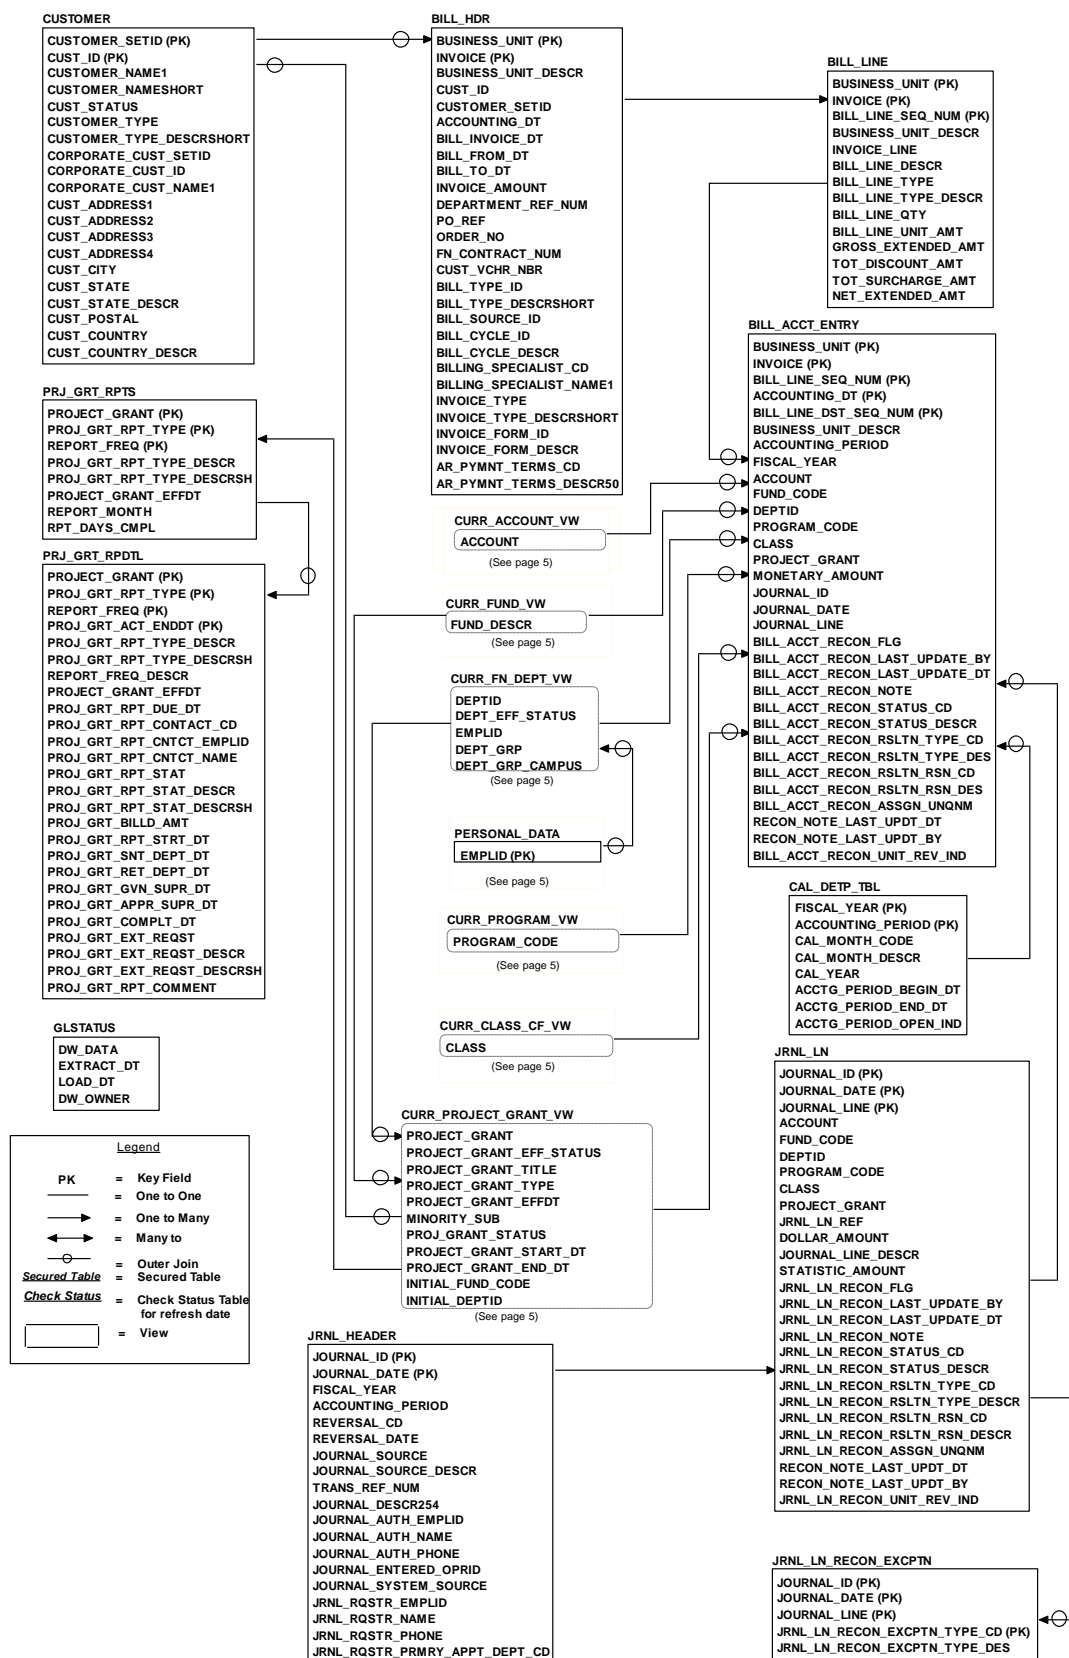 CUSTOMER
CUSTOMER_SETID (PK)
CUST_ID (PK)
CUSTOMER_NAME1
CUSTOMER_NAMESHORT
CUST_STATUS
CUSTOMER_TYPE
CUSTOMER_TYPE_DESCRSHORT
CORPORATE_CUST_SETID
CORPORATE_CUST_ID
CORPORATE_CUST_NAME1
CUST_ADDRESS1
CUST_ADDRESS2
CUST_ADDRESS3
CUST_ADDRESS4
CUST_CITY
CUST_STATE
CUST_STATE_DESCR
CUST_POSTAL
CUST_COUNTRY
CUST_COUNTRY_DESCR
PRJ_GRT_RPTS
PROJECT_GRANT (PK)
PROJ_GRT_RPT_TYPE (PK)
REPORT_FREQ (PK)
PROJ_GRT_RPT_TYPE_DESCR
PROJ_GRT_RPT_TYPE_DESCRSH
PROJECT_GRANT_EFFDT
REPORT_MONTH
RPT_DAYS_CMPL
PRJ_GRT_RPDTL
PROJECT_GRANT (PK)
PROJ_GRT_RPT_TYPE (PK)
REPORT_FREQ (PK)
PROJ_GRT_ACT_ENDDT (PK)
PROJ_GRT_RPT_TYPE_DESCR
PROJ_GRT_RPT_TYPE_DESCRSH
REPORT_FREQ_DESCR
PROJECT_GRANT_EFFDT
PROJ_GRT_RPT_DUE_DT
PROJ_GRT_RPT_CONTACT_CD
PROJ_GRT_RPT_CNTCT_EMPLID
PROJ_GRT_RPT_CNTCT_NAME
PROJ_GRT_RPT_STAT
PROJ_GRT_RPT_STAT_DESCR
PROJ_GRT_RPT_STAT_DESCRSH
PROJ_GRT_BILLD_AMT
PROJ_GRT_RPT_STRT_DT
PROJ_GRT_SNT_DEPT_DT
PROJ_GRT_RET_DEPT_DT
PROJ_GRT_GVN_SUPR_DT
PROJ_GRT_APPR_SUPR_DT
PROJ_GRT_COMPLT_DT
PROJ_GRT_EXT_REQST
PROJ_GRT_EXT_REQST_DESCR
PROJ_GRT_EXT_REQST_DESCRSH
PROJ_GRT_RPT_COMMENT
GLSTATUS
DW_DATA
EXTRACT_DT
LOAD_DT
DW_OWNER
Legend
PK = Key Field
= One to One
= One to Many
= Many to
= Outer Join
Secured Table = Secured Table
Check Status = Check Status Table
for refresh date
= View
BILL_HDR
BUSINESS_UNIT (PK)
INVOICE (PK)
BUSINESS_UNIT_DESCR
CUST_ID
CUSTOMER_SETID
ACCOUNTING_DT
BILL_INVOICE_DT
BILL_FROM_DT
BILL_TO_DT
INVOICE_AMOUNT
DEPARTMENT_REF_NUM
PO_REF
ORDER_NO
FN_CONTRACT_NUM
CUST_VCHR_NBR
BILL_TYPE_ID
BILL_TYPE_DESCRSHORT
BILL_SOURCE_ID
BILL_CYCLE_ID
BILL_CYCLE_DESCR
BILLING_SPECIALIST_CD
BILLING_SPECIALIST_NAME1
INVOICE_TYPE
INVOICE_TYPE_DESCRSHORT
INVOICE_FORM_ID
INVOICE_FORM_DESCR
AR_PYMNT_TERMS_CD
AR_PYMNT_TERMS_DESCR50
CURR_ACCOUNT_VW
ACCOUNT
(See page 5)
CURR_FUND_VW
FUND_DESCR
(See page 5)
CURR_FN_DEPT_VW
DEPTID
DEPT_EFF_STATUS
EMPLID
DEPT_GRP
DEPT_GRP_CAMPUS
(See page 5)
PERSONAL_DATA
EMPLID (PK)
(See page 5)
CURR_PROGRAM_VW
PROGRAM_CODE
(See page 5)
CURR_CLASS_CF_VW
CLASS
(See page 5)
CURR_PROJECT_GRANT_VW
PROJECT_GRANT
PROJECT_GRANT_EFF_STATUS
PROJECT_GRANT_TITLE
PROJECT_GRANT_TYPE
PROJECT_GRANT_EFFDT
MINORITY_SUB
PROJ_GRANT_STATUS
PROJECT_GRANT_START_DT
PROJECT_GRANT_END_DT
INITIAL_FUND_CODE
INITIAL_DEPTID
(See page 5)
JRNL_HEADER
JOURNAL_ID (PK)
JOURNAL_DATE (PK)
FISCAL_YEAR
ACCOUNTING_PERIOD
REVERSAL_CD
REVERSAL_DATE
JOURNAL_SOURCE
JOURNAL_SOURCE_DESCR
TRANS_REF_NUM
JOURNAL_DESCR254
JOURNAL_AUTH_EMPLID
JOURNAL_AUTH_NAME
JOURNAL_AUTH_PHONE
JOURNAL_ENTERED_OPRID
JOURNAL_SYSTEM_SOURCE
JRNL_RQSTR_EMPLID
JRNL_RQSTR_NAME
JRNL_RQSTR_PHONE
JRNL_RQSTR_PRMRY_APPT_DEPT_CD
BILL_LINE
BUSINESS_UNIT (PK)
INVOICE (PK)
BILL_LINE_SEQ_NUM (PK)
BUSINESS_UNIT_DESCR
INVOICE_LINE
BILL_LINE_DESCR
BILL_LINE_TYPE
BILL_LINE_TYPE_DESCR
BILL_LINE_QTY
BILL_LINE_UNIT_AMT
GROSS_EXTENDED_AMT
TOT_DISCOUNT_AMT
TOT_SURCHARGE_AMT
NET_EXTENDED_AMT
BILL_ACCT_ENTRY
BUSINESS_UNIT (PK)
INVOICE (PK)
BILL_LINE_SEQ_NUM (PK)
ACCOUNTING_DT (PK)
BILL_LINE_DST_SEQ_NUM (PK)
BUSINESS_UNIT_DESCR
ACCOUNTING_PERIOD
FISCAL_YEAR
ACCOUNT
FUND_CODE
DEPTID
PROGRAM_CODE
CLASS
PROJECT_GRANT
MONETARY_AMOUNT
JOURNAL_ID
JOURNAL_DATE
JOURNAL_LINE
BILL_ACCT_RECON_FLG
BILL_ACCT_RECON_LAST_UPDATE_BY
BILL_ACCT_RECON_LAST_UPDATE_DT
BILL_ACCT_RECON_NOTE
BILL_ACCT_RECON_STATUS_CD
BILL_ACCT_RECON_STATUS_DESCR
BILL_ACCT_RECON_RSLTN_TYPE_CD
BILL_ACCT_RECON_RSLTN_TYPE_DES
BILL_ACCT_RECON_RSLTN_RSN_CD
BILL_ACCT_RECON_RSLTN_RSN_DES
BILL_ACCT_RECON_ASSGN_UNQNM
RECON_NOTE_LAST_UPDT_DT
RECON_NOTE_LAST_UPDT_BY
BILL_ACCT_RECON_UNIT_REV_IND
CAL_DETP_TBL
FISCAL_YEAR (PK)
ACCOUNTING_PERIOD (PK)
CAL_MONTH_CODE
CAL_MONTH_DESCR
CAL_YEAR
ACCTG_PERIOD_BEGIN_DT
ACCTG_PERIOD_END_DT
ACCTG_PERIOD_OPEN_IND
JRNL_LN
JOURNAL_ID (PK)
JOURNAL_DATE (PK)
JOURNAL_LINE (PK)
ACCOUNT
FUND_CODE
DEPTID
PROGRAM_CODE
CLASS
PROJECT_GRANT
JRNL_LN_REF
DOLLAR_AMOUNT
JOURNAL_LINE_DESCR
STATISTIC_AMOUNT
JRNL_LN_RECON_FLG
JRNL_LN_RECON_LAST_UPDATE_BY
JRNL_LN_RECON_LAST_UPDATE_DT
JRNL_LN_RECON_NOTE
JRNL_LN_RECON_STATUS_CD
JRNL_LN_RECON_STATUS_DESCR
JRNL_LN_RECON_RSLTN_TYPE_CD
JRNL_LN_RECON_RSLTN_TYPE_DESCR
JRNL_LN_RECON_RSLTN_RSN_CD
JRNL_LN_RECON_RSLTN_RSN_DESCR
JRNL_LN_RECON_ASSGN_UNQNM
RECON_NOTE_LAST_UPDT_DT
RECON_NOTE_LAST_UPDT_BY
JRNL_LN_RECON_UNIT_REV_IND
JRNL_LN_RECON_EXCPTN
JOURNAL_ID (PK)
JOURNAL_DATE (PK)
JOURNAL_LINE (PK)
JRNL_LN_RECON_EXCPTN_TYPE_CD (PK)
JRNL_LN_RECON_EXCPTN_TYPE_DES